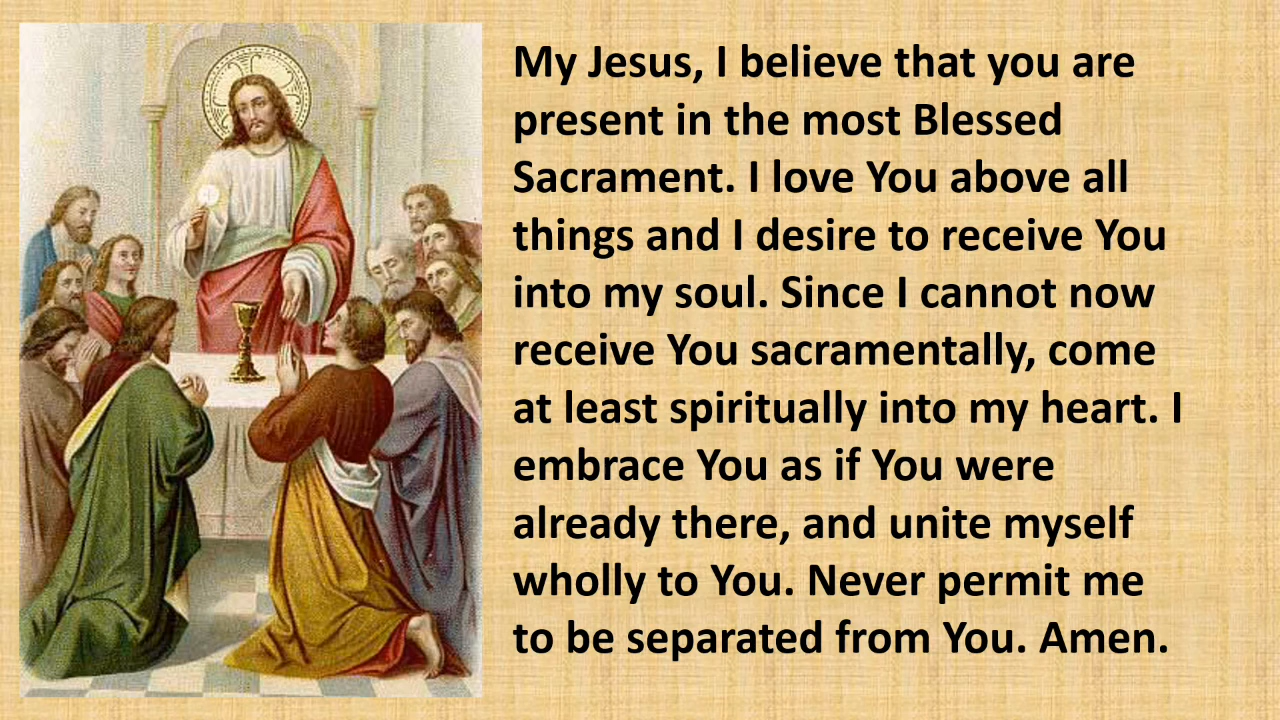 My Jesus, I believe that you are
present in the most Blessed
Sacrament. I love You above all
things and I desire to receive You
into my soul. Since I cannot now
receive You sacramentally, come
at least spiritually into my heart. I
embrace You as if You were
already there, and unite myself
wholly to You. Never permit me
to be separated from You. Amen.